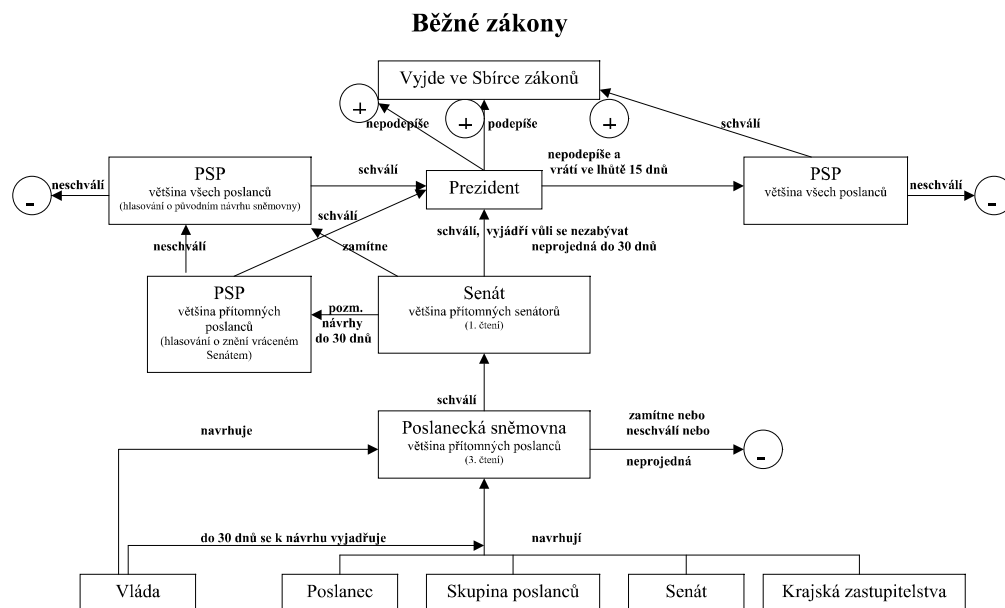 Běžné zákony
Vyjde ve Sbírce zákonů
+
+
+
nepodepíše
podepíše
schválí
PSP
většina všech poslanců
(hlasování o původním návrhu sněmovny)
neschválí
-
schválí
Prezident
nepodepíše a
vrátí ve lhůtě 15 dnů
PSP
většina všech poslanců
neschválí
-
schválí
neschválí
zamítne
schválí, vyjádří vůli se nezabývat
neprojedná do 30 dnů
PSP
většina přítomných
poslanců
(hlasování o znění vráceném
Senátem)
pozm.
návrhy
do 30 dnů
Senát
většina přítomných senátorů
(1. čtení)
schválí
navrhuje
Poslanecká sněmovna
většina přítomných poslanců
(3. čtení)
zamítne nebo
neschválí nebo
neprojedná
-
do 30 dnů se k návrhu vyjadřuje
navrhují
Vláda
Poslanec
Skupina poslanců
Senát
Krajská zastupitelstva